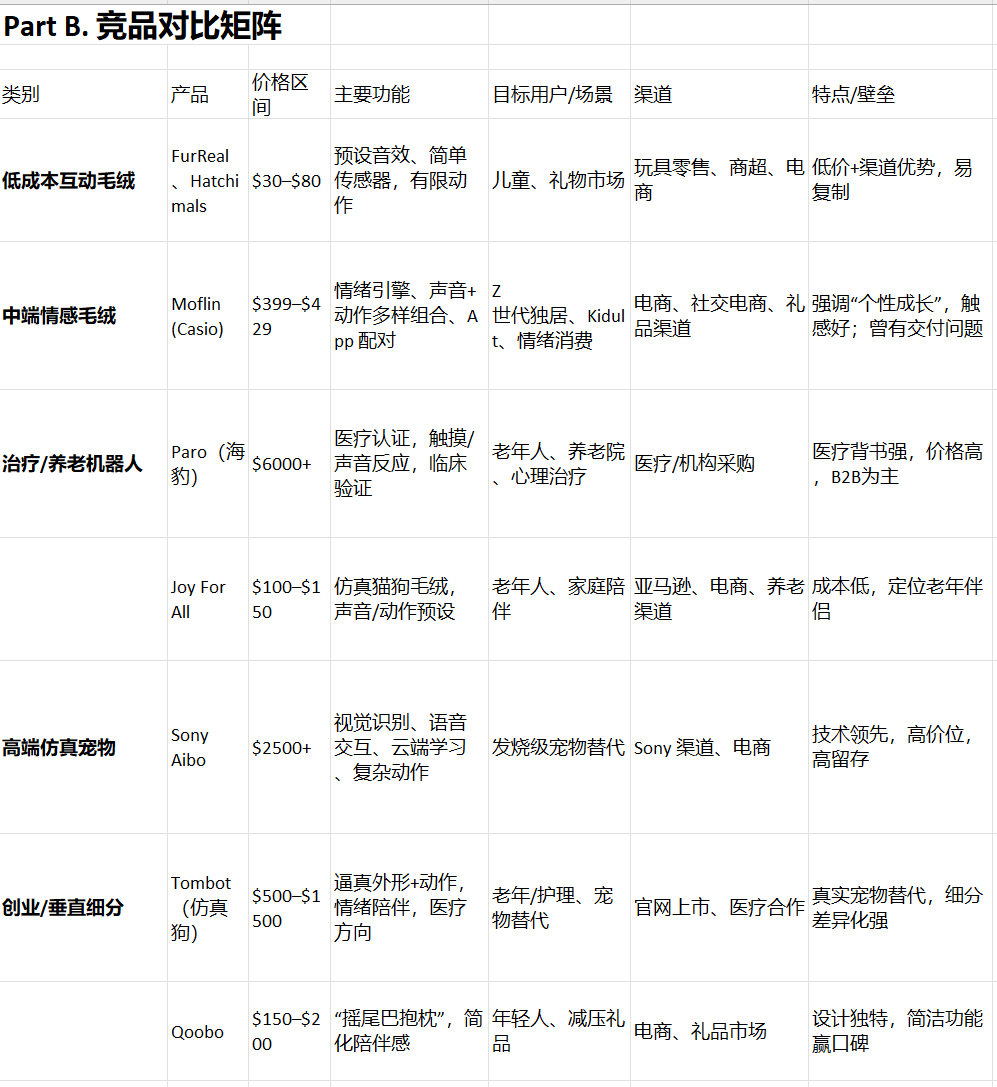 Part B. 竞品对比矩阵
类别
产品
价格区
间
主要功能
目标用户/场景
渠道
特点/壁垒
低成本互动毛绒
FurReal
、Hatchi
mals
$30–$80
预设音效、简单
传感器，有限动
作
儿童、礼物市场
玩具零售、商超、电
商
低价+渠道优势，易
复制
中端情感毛绒
Moflin
(Casio)
$399–$4
29
情绪引擎、声音+
动作多样组合、A
pp 配对
Z
世代独居、Kidul
t、情绪消费
电商、社交电商、礼
品渠道
强调“个性成长”，触
感好；曾有交付问题
治疗/养老机器人
Paro（海
豹）
$6000+
医疗认证，触摸/
声音反应，临床
验证
老年人、养老院
、心理治疗
医疗/机构采购
医疗背书强，价格高
，B2B为主
Joy For
All
$100–$1
50
仿真猫狗毛绒，
声音/动作预设
老年人、家庭陪
伴
亚马逊、电商、养老
渠道
成本低，定位老年伴
侣
高端仿真宠物
Sony
Aibo
$2500+
视觉识别、语音
交互、云端学习
、复杂动作
发烧级宠物替代
Sony 渠道、电商
技术领先，高价位，
高留存
创业/垂直细分
Tombot
（仿真
狗）
$500–$1
500
逼真外形+动作，
情绪陪伴，医疗
方向
老年/护理、宠
物替代
官网上市、医疗合作
真实宠物替代，细分
差异化强
Qoobo
$150–$2
00
“摇尾巴抱枕”，简
化陪伴感
年轻人、减压礼
品
电商、礼品市场
设计独特，简洁功能
赢口碑